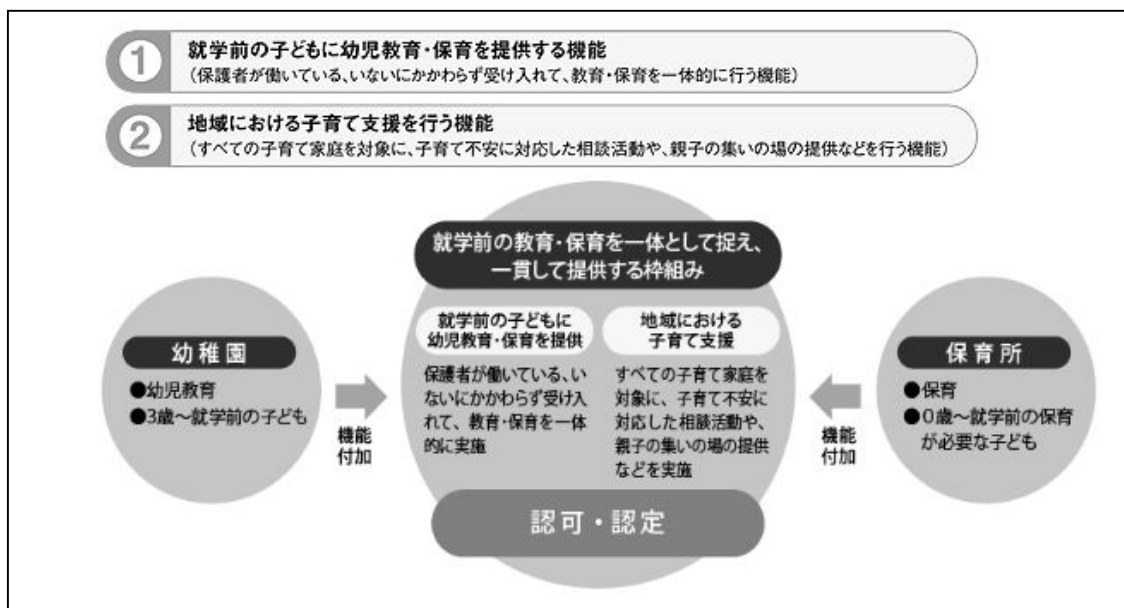 ① 就学前の子どもに幼児教育・保育を提供する機能
（保護者が働いている、いないにかかわらず受け入れて、教育・保育を一体的に行う機能）
② 地域における子育て支援を行う機能
（すべての子育て家庭を対象に、子育て不安に対応した相談活動や、親子の集いの場の提供などを行う機能）
就学前の教育・保育を一体として捉え、
一貫して提供する枠組み
幼稚園
●幼児教育
●3歳～就学前の子ども
機能
付加
就学前の子どもに
幼児教育・保育を提供
保護者が働いている、い
ないにかかわらず受け入
れて、教育・保育を一体
的に実施
地域における
子育て支援
すべての子育て家庭を
対象に、子育て不安に
対応した相談活動や、
親子の集いの場の提供
などを実施
認可・認定
機能
付加
保育所
●保育
●0歳～就学前の保育
が必要な子ども